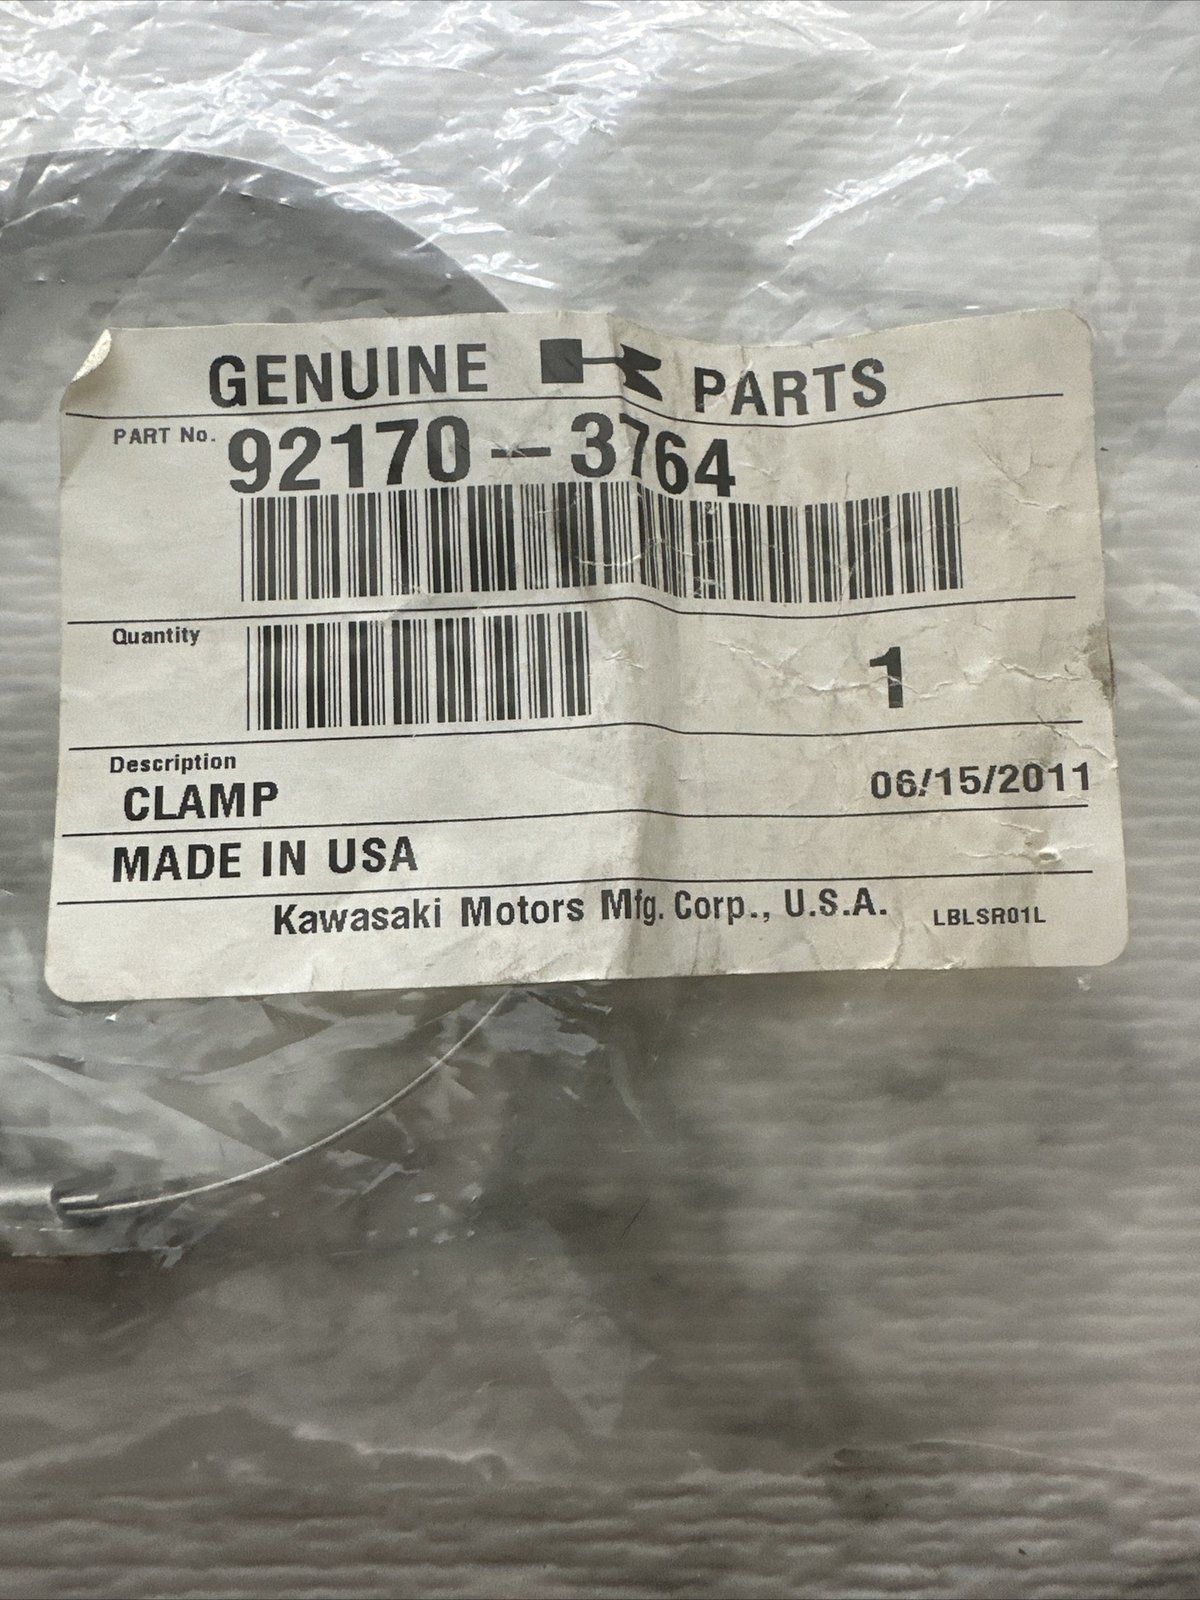 GENUINE PARTS
PART No. 92170-3764
Quantity 1
Description
CLAMP 06/15/2011
MADE IN USA
Kawasaki Motors Mfg. Corp., U.S.A. LBLSR01L